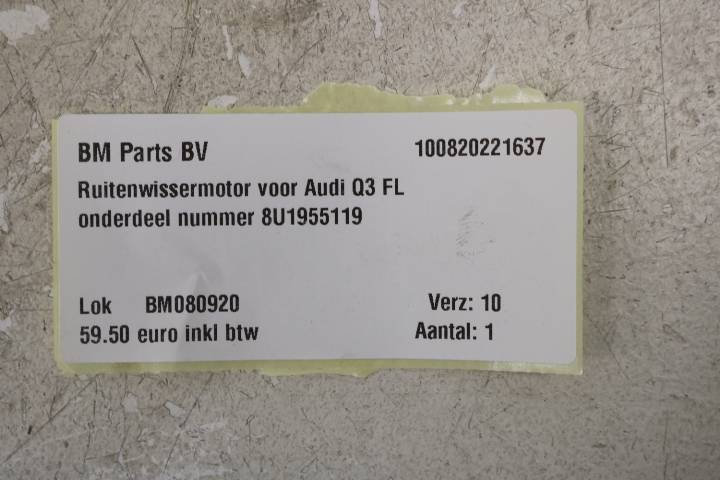 BM Parts BV 100820221637
Ruitenwissermotor voor Audi Q3 FL
onderdeel nummer 8U1955119
Lok BM080920 Verz: 10
59.50 euro inkl btw Aantal: 1